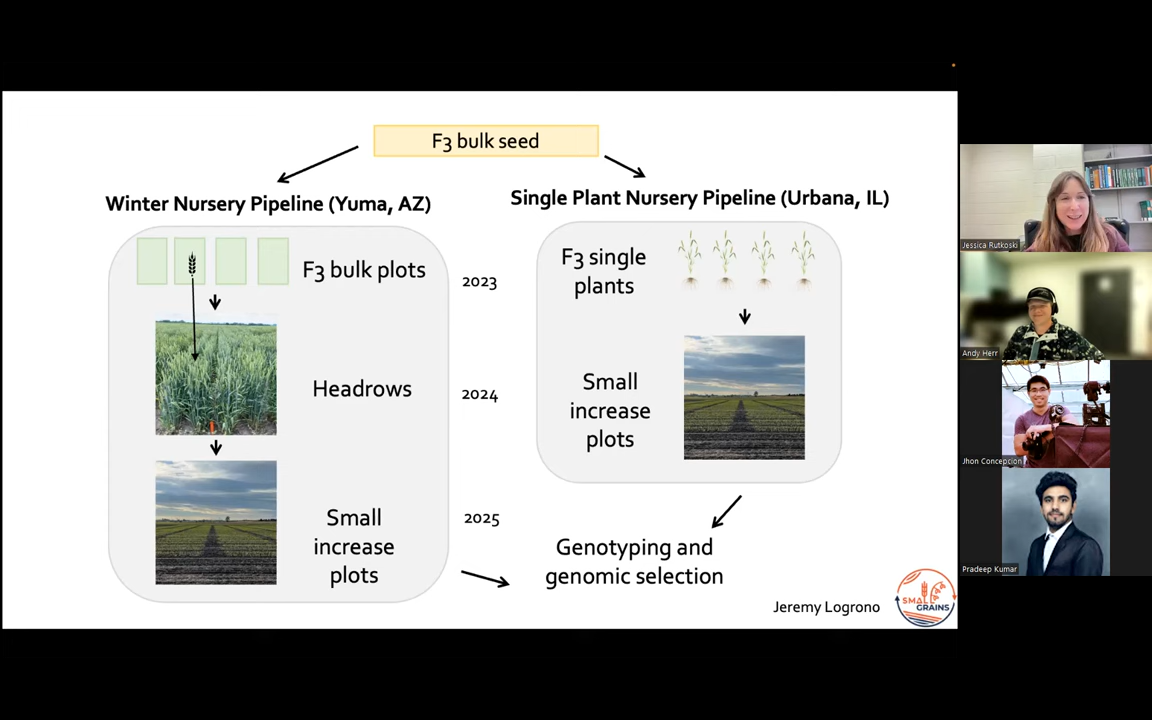 F3 bulk seed
Winter Nursery Pipeline (Yuma, AZ)
F3 bulk plots
Headrows
Small
increase
plots
2023
2024
2025
Single Plant Nursery Pipeline (Urbana, IL)
F3 single
plants
Small
increase
plots
Genotyping and
genomic selection
Jeremy Logrono
SMALL
GRAINS
Jessica Rutkoski
Andy Herr
Jhon Concepcion
Pradeep Kumar